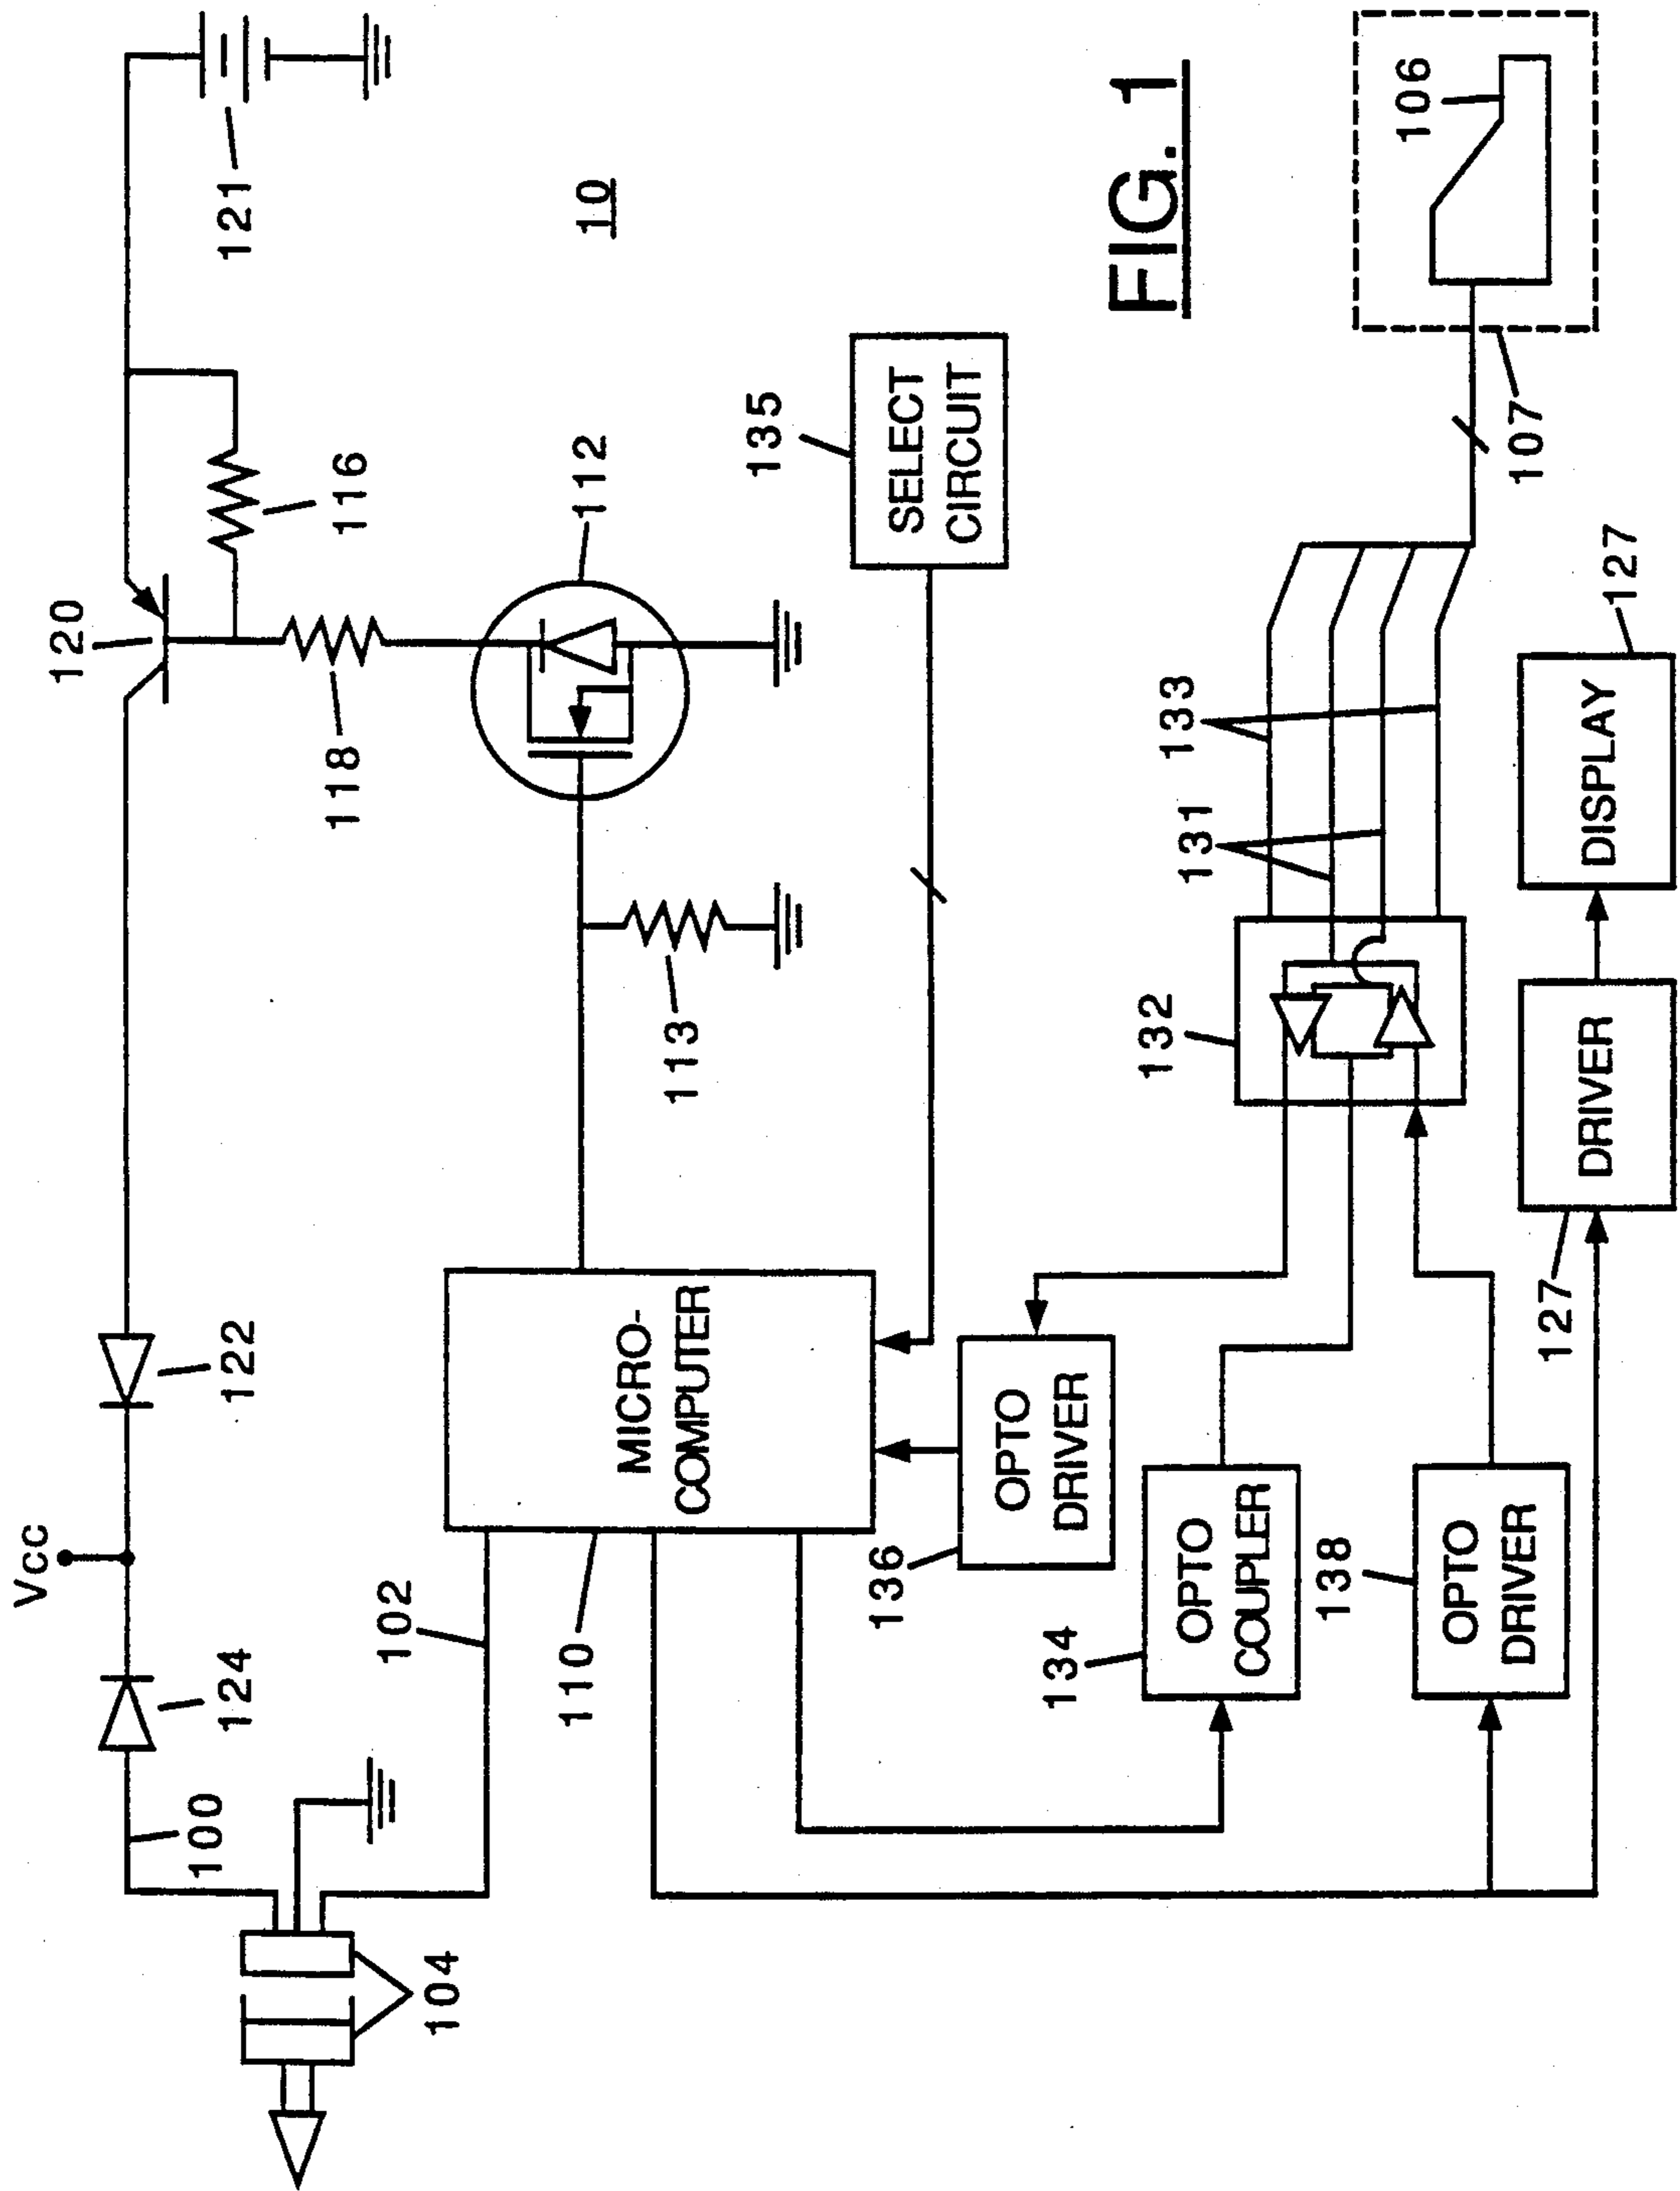 Vcc
120
100
124
122
121
118
116
102
104
110
112
10
MICRO-
COMPUTER
113
135
SELECT
CIRCUIT
136
OPTO
DRIVER
134
OPTO
COUPLER
FIG. 1
132
131
133
138
OPTO
DRIVER
106
107
127
DRIVER
DISPLAY
127